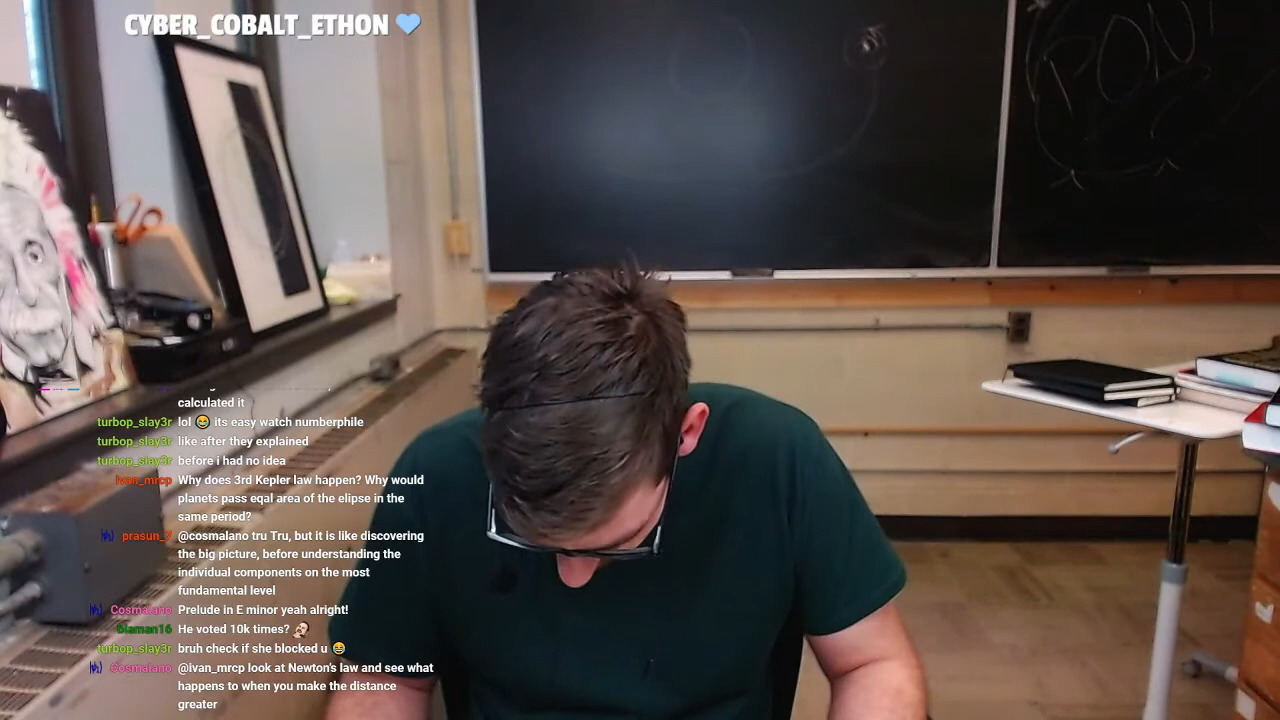 CYBER_COBALT_ETHON 💙
calculated it
turbop_slay3r lol 😂 its easy watch numberphile
turbop_slay3r like after they explained
turbop_slay3r before i had no idea
ivan_mrcp Why does 3rd Kepler law happen? Why would
planets pass eqal area of the elipse in the
same period?
prasun_7 @cosmalano tru Tru, but it is like discovering
the big picture, before understanding the
individual components on the most
fundamental level
Cosmalano Prelude in E minor yeah alright!
He voted 10k times?
turbop_slay3r bruh check if she blocked u 😂
Cosmalano @ivan_mrcp look at Newton's law and see what
happens to when you make the distance
greater